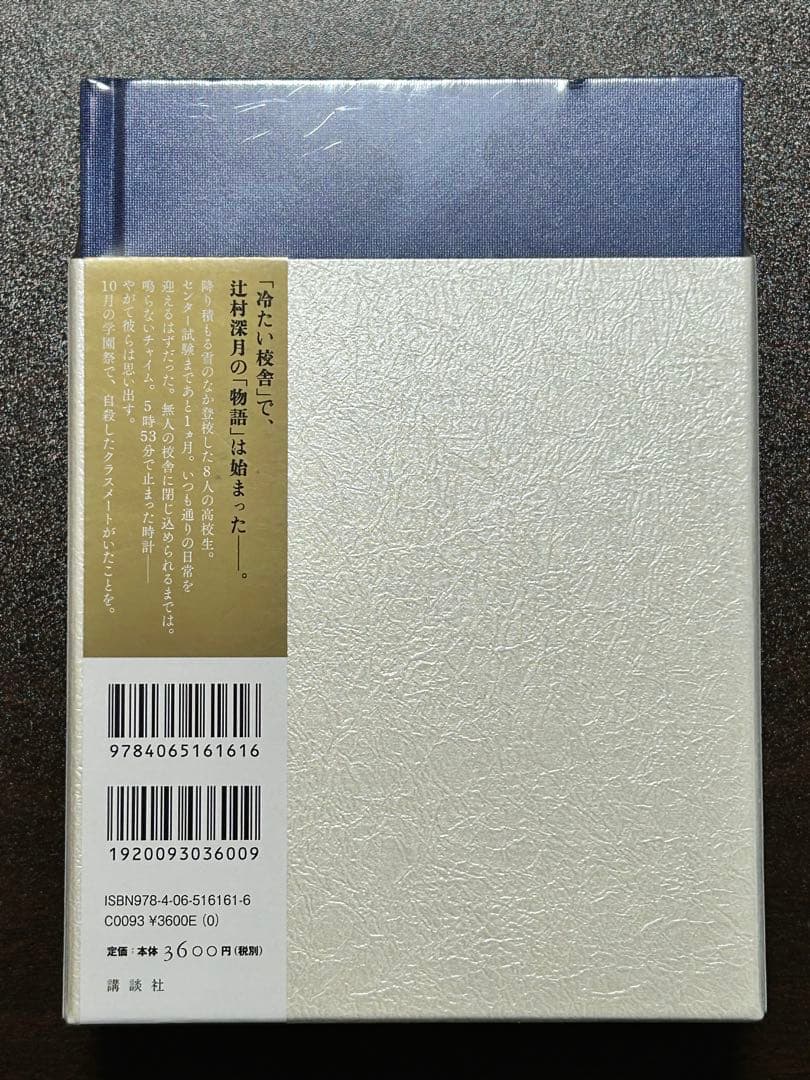 「冷たい校舎」で、
辻村深月の「物語」は始まった——。
降り積もる雪のなか登校した8人の高校生。
センター試験まであと1ヵ月。いつも通りの日常を
迎えるはずだった。無人の校舎に閉じ込められるまでは。
鳴らないチャイム。5時53分で止まった時計——
やがて彼らは思い出す。
10月の学園祭で、自殺したクラスメートがいたことを。
9784065161616
1920093036009
ISBN978-4-06-516161-6
C0093 ¥3600E (0)
定価:本体 3600円(税別)
講談社